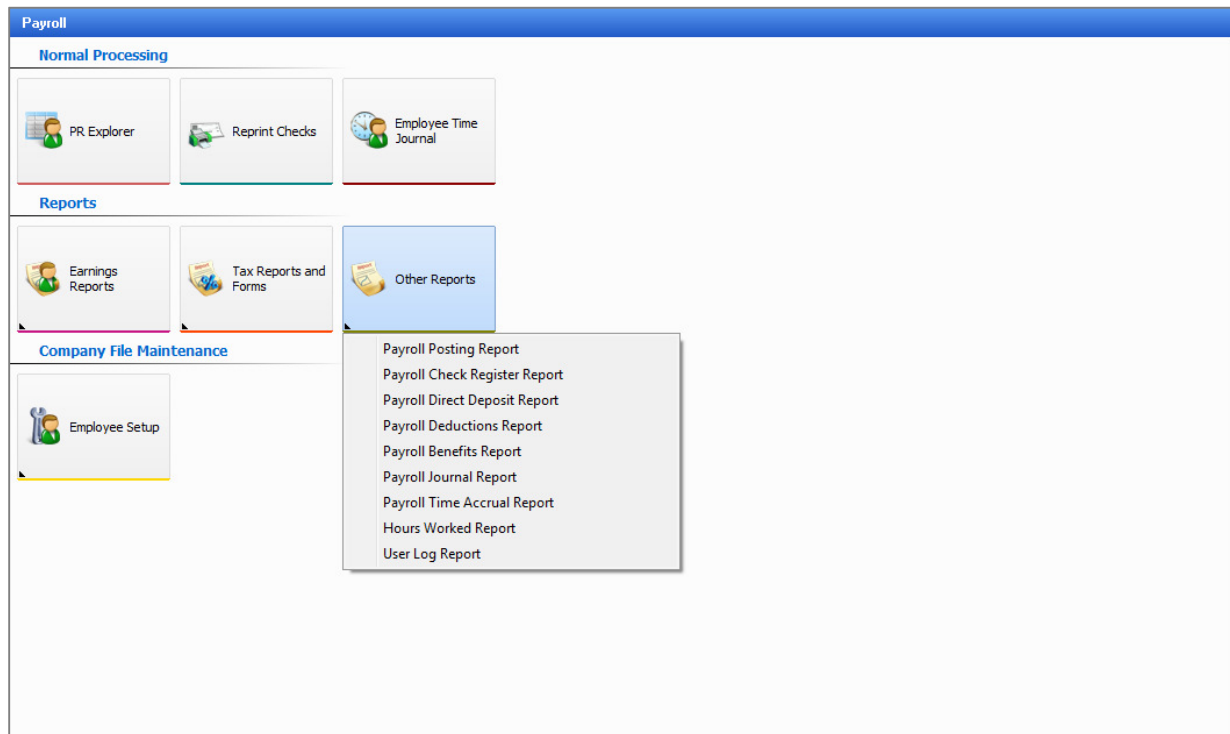 Payroll
Normal Processing
PR Explorer
Reprint Checks
Employee Time
Journal
Reports
Earnings
Reports
Tax Reports and
Forms
Other Reports
Company File Maintenance
Employee Setup
Payroll Posting Report
Payroll Check Register Report
Payroll Direct Deposit Report
Payroll Deductions Report
Payroll Benefits Report
Payroll Journal Report
Payroll Time Accrual Report
Hours Worked Report
User Log Report